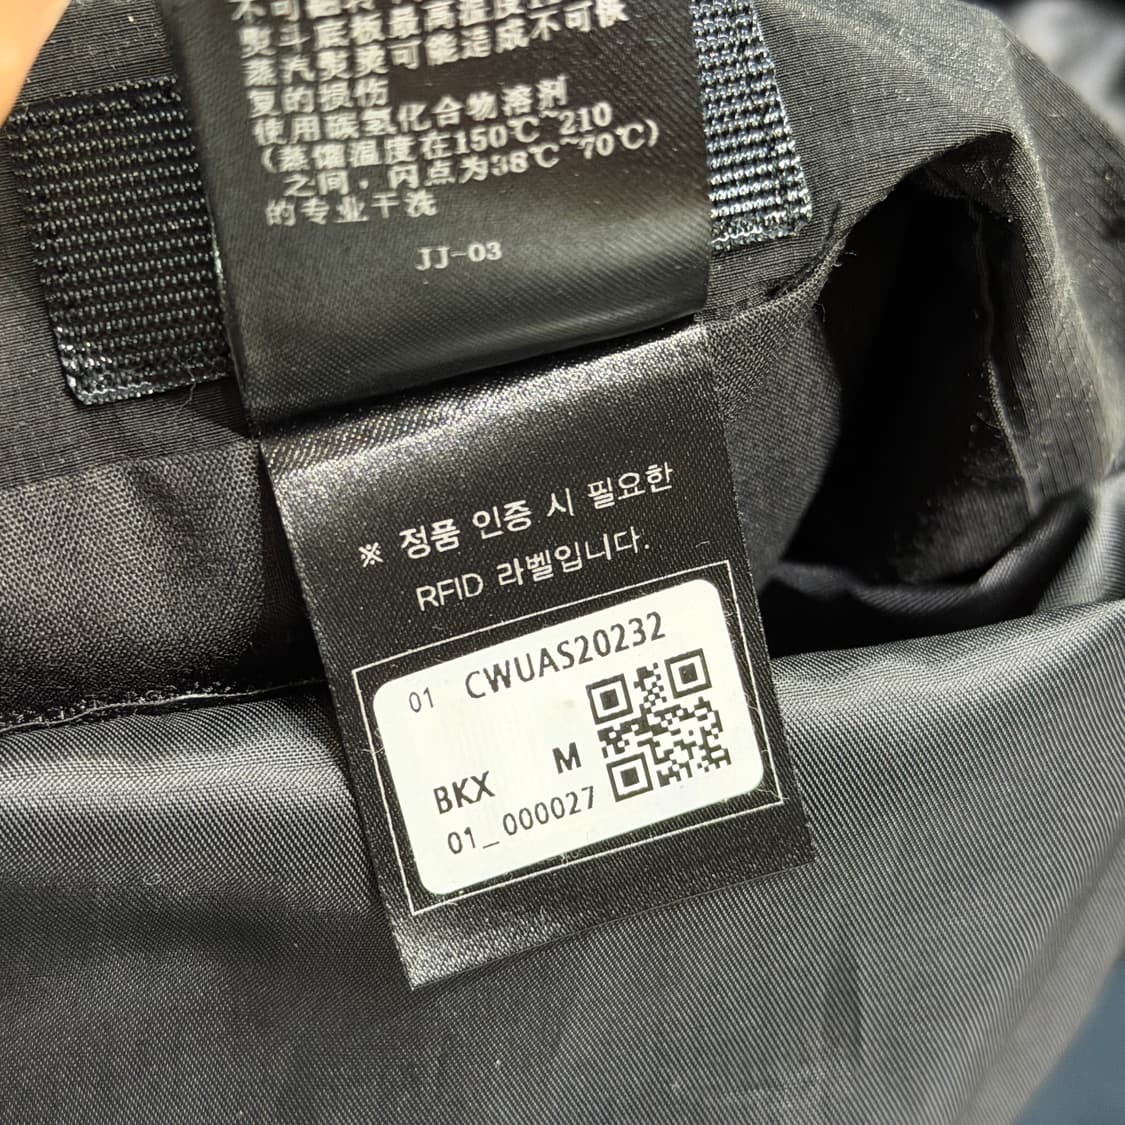 熨斗底板最高温度
蒸汽熨烫可能造成不可恢
复的损伤
使用碳氢化合物溶剂
(蒸馏温度在150℃~210
之间，闪点为38℃~70℃)
的专业干洗
JJ-03
※ 정품 인증 시 필요한
RFID 라벨입니다.
01 CWUAS20232
BKX M
01_000027